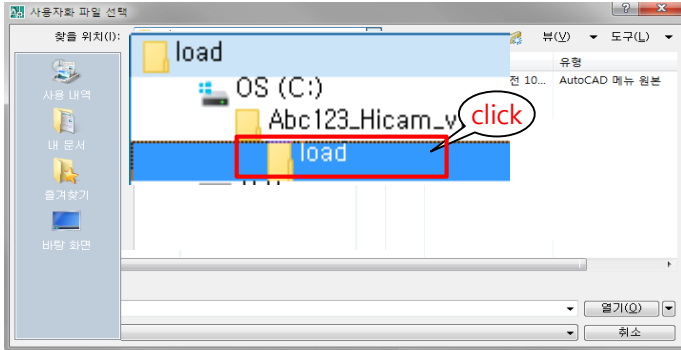 사용자화 파일 선택
찾을 위치(I):
load
뷰(V)
도구(L)
유형
OS (C:)
전 10... AutoCAD 메뉴 원본
사용 내역
Abc123_Hicam_v
click
내 문서
load
즐겨찾기
바탕 화면
열기(O)
취소